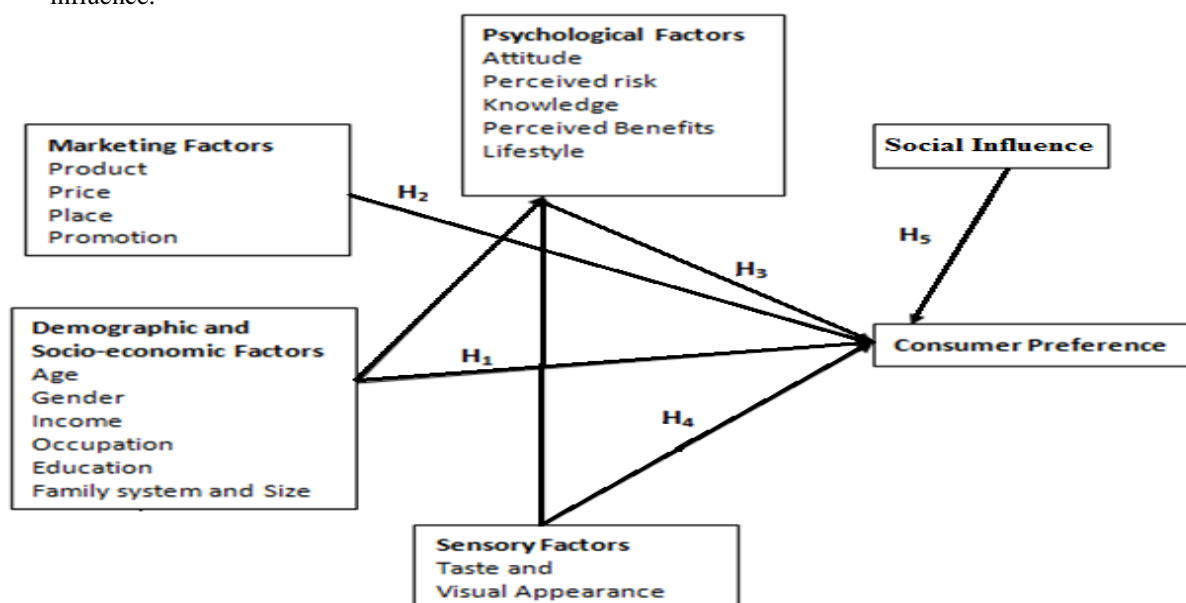 influence.
Psychological Factors
Attitude
Perceived risk
Knowledge
Perceived Benefits
Lifestyle
Marketing Factors
Product
Price
Place
Promotion
Social Influence
H₂
H₅
H₃
Demographic and
Socio-economic Factors
Age
Gender
Income
Occupation
Education
Family system and Size
H₁
Consumer Preference
H₄
Sensory Factors
Taste and
Visual Appearance